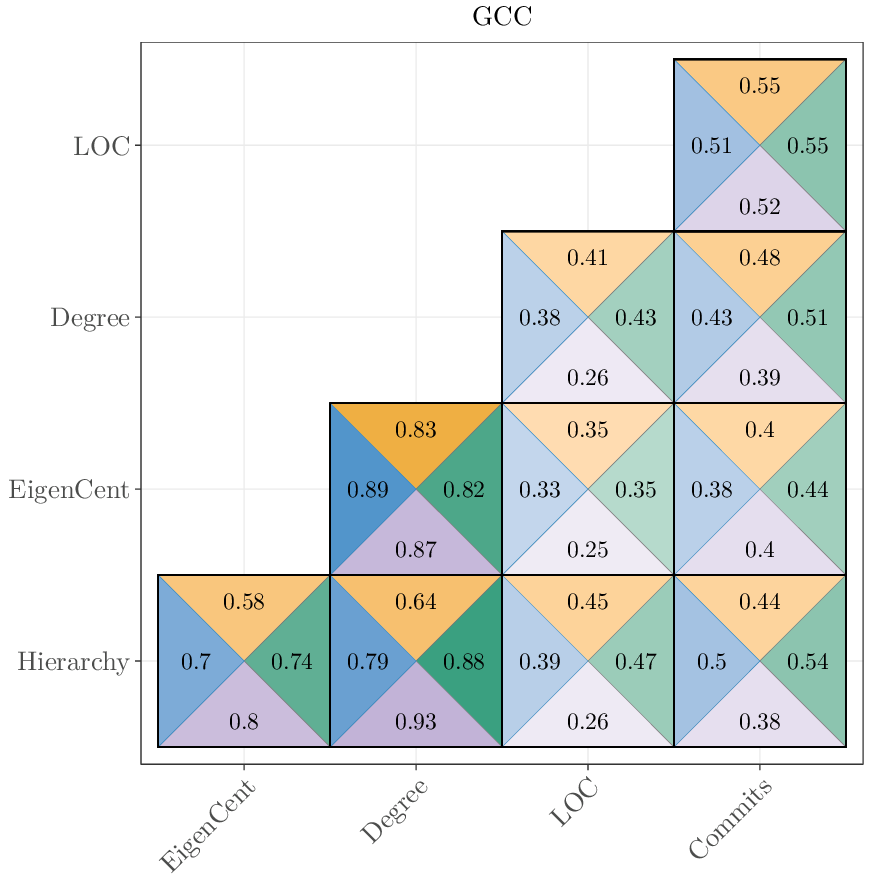 GCC
0.55
LOC 0.51 0.55
0.52
0.41 0.48
Degree 0.38 0.43 0.43 0.51
0.26 0.39
0.83 0.35 0.4
EigenCent 0.89 0.82 0.33 0.35 0.38 0.44
0.87 0.25 0.4
0.58 0.64 0.45 0.44
Hierarchy 0.7 0.74 0.79 0.88 0.39 0.47 0.5 0.54
0.8 0.93 0.26 0.38
EigenCent Degree LOC Commits